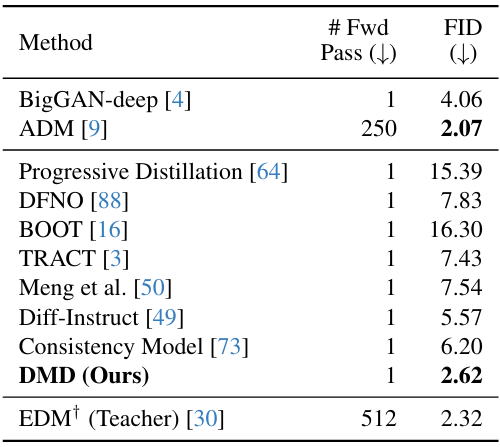 Method # Fwd Pass (↓) FID (↓)
BigGAN-deep [4] 1 4.06
ADM [9] 250 2.07
Progressive Distillation [64] 1 15.39
DFNO [88] 1 7.83
BOOT [16] 1 16.30
TRACT [3] 1 7.43
Meng et al. [50] 1 7.54
Diff-Instruct [49] 1 5.57
Consistency Model [73] 1 6.20
DMD (Ours) 1 2.62
EDM† (Teacher) [30] 512 2.32